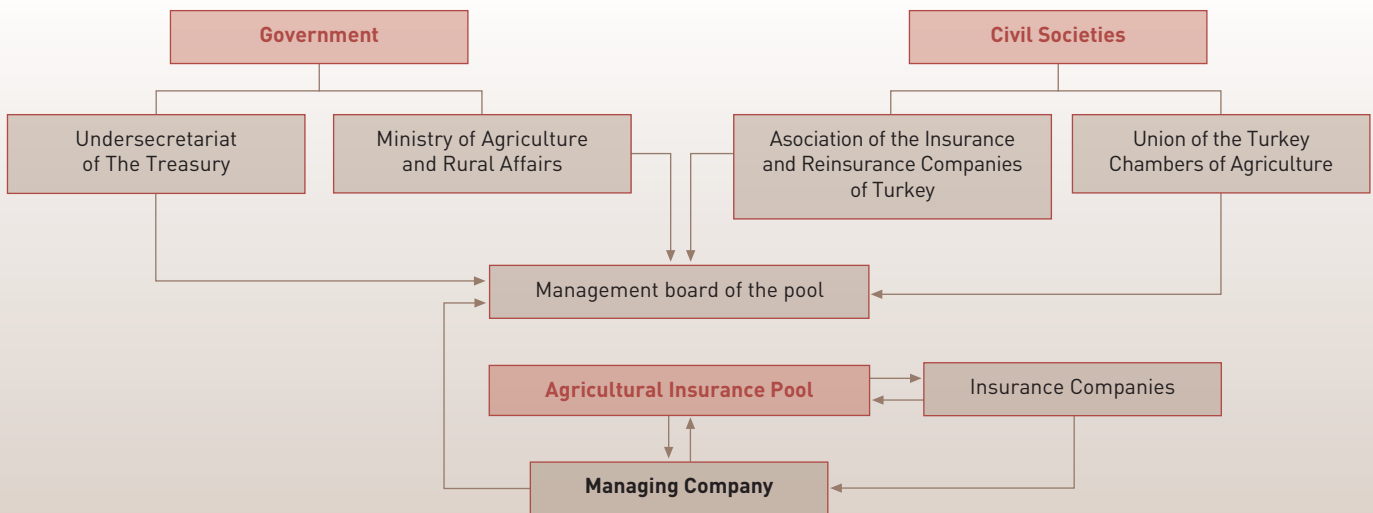 Government
Civil Societies
Undersecretariat
of The Treasury
Ministry of Agriculture
and Rural Affairs
Asociation of the Insurance
and Reinsurance Companies
of Turkey
Union of the Turkey
Chambers of Agriculture
Management board of the pool
Agricultural Insurance Pool
Insurance Companies
Managing Company